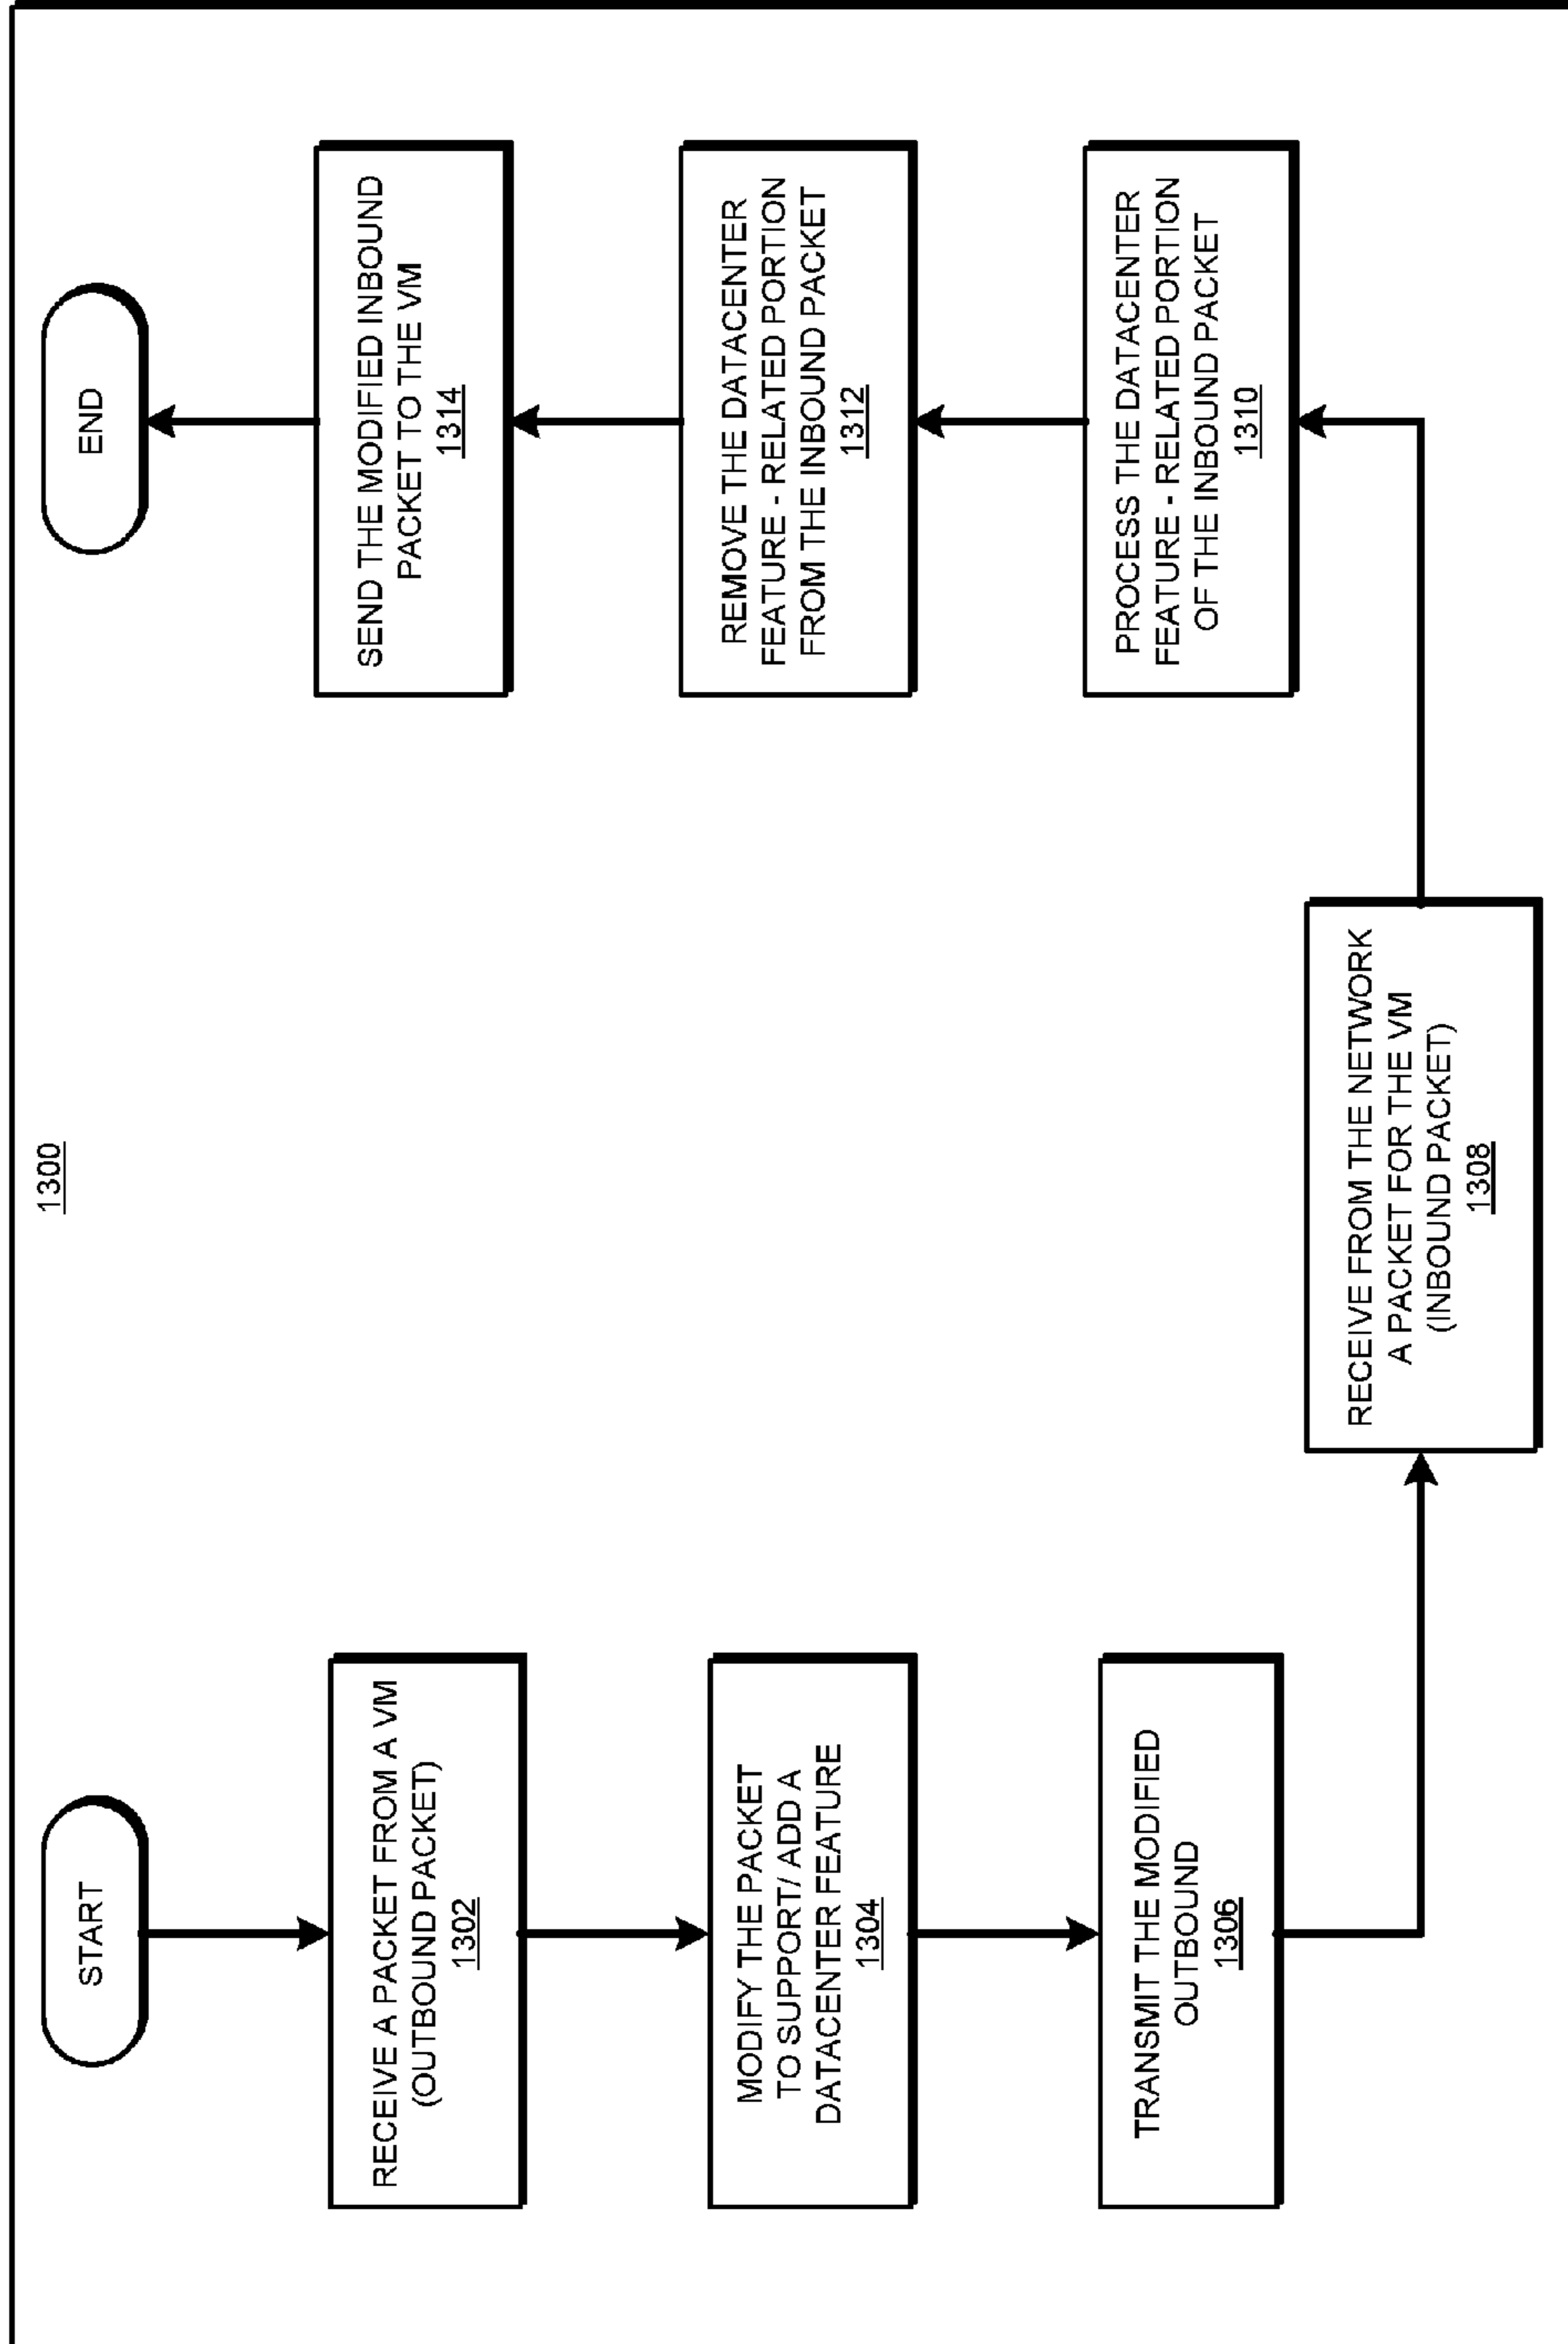 1300
START
RECEIVE A PACKET FROM A VM
(OUTBOUND PACKET)
1302
MODIFY THE PACKET
TO SUPPORT/ ADD A
DATACENTER FEATURE
1304
TRANSMIT THE MODIFIED
OUTBOUND
1306
RECEIVE FROM THE NETWORK
A PACKET FOR THE VM
(INBOUND PACKET)
1308
PROCESS THE DATACENTER
FEATURE - RELATED PORTION
OF THE INBOUND PACKET
1310
REMOVE THE DATACENTER
FEATURE - RELATED PORTION
FROM THE INBOUND PACKET
1312
SEND THE MODIFIED INBOUND
PACKET TO THE VM
1314
END